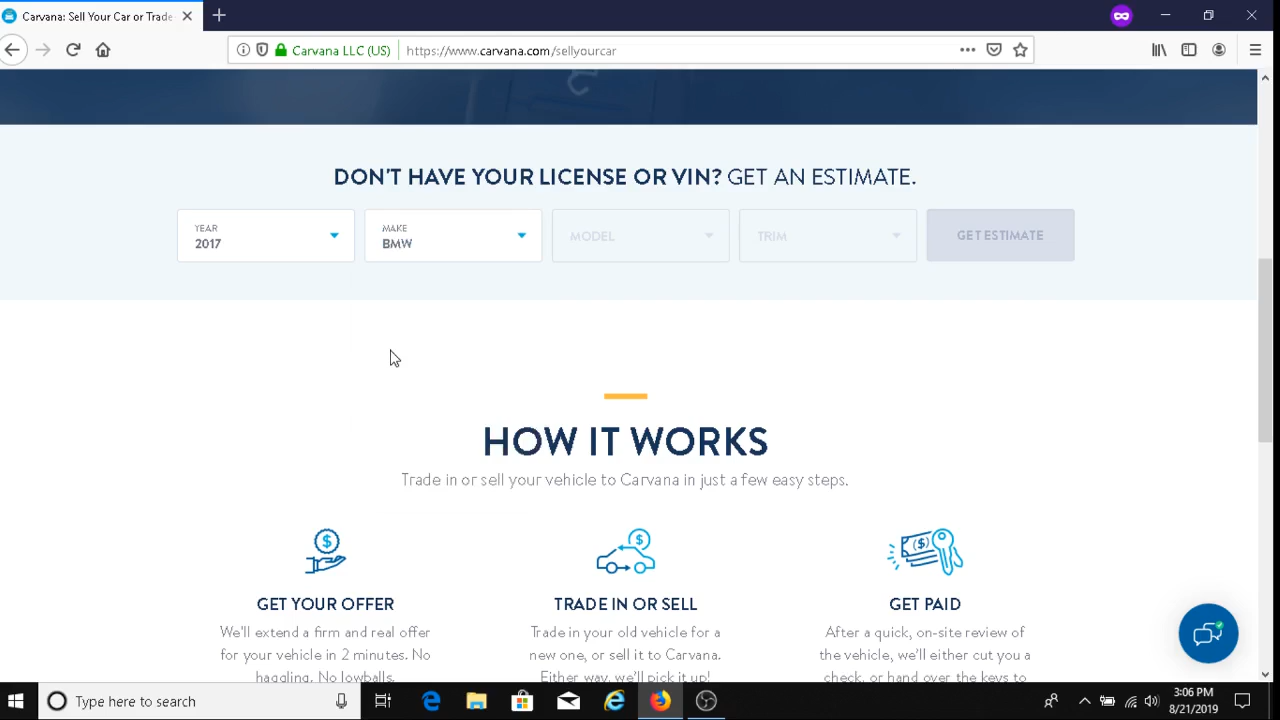 Carvana: Sell Your Car or Trade
Carvana LLC (US)
https://www.carvana.com/sellyourcar
DON'T HAVE YOUR LICENSE OR VIN? GET AN ESTIMATE.
YEAR
2017
MAKE
BMW
MODEL
TRIM
GET ESTIMATE
HOW IT WORKS
Trade in or sell your vehicle to Carvana in just a few easy steps.
GET YOUR OFFER
We'll extend a firm and real offer
for your vehicle in 2 minutes. No
haggling. No lowballs.
TRADE IN OR SELL
Trade in your old vehicle for a
new one, or sell it to Carvana.
Either way, we'll pick it up!
GET PAID
After a quick, on-site review of
the vehicle, we'll either cut you a
check, or hand over the keys to
Type here to search
3:06 PM
8/21/2019